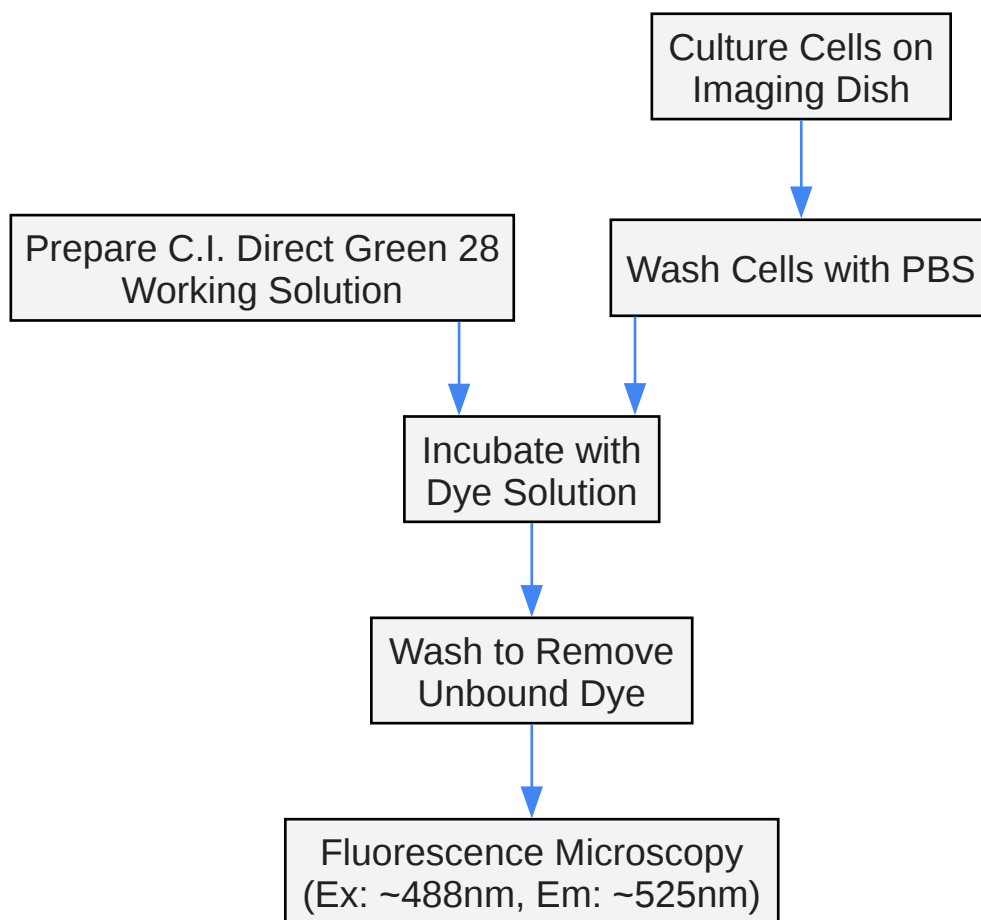 Culture Cells on
Imaging Dish
Prepare C.I. Direct Green 28
Working Solution
Wash Cells with PBS
Incubate with
Dye Solution
Wash to Remove
Unbound Dye
Fluorescence Microscopy
(Ex: ~488nm, Em: ~525nm)